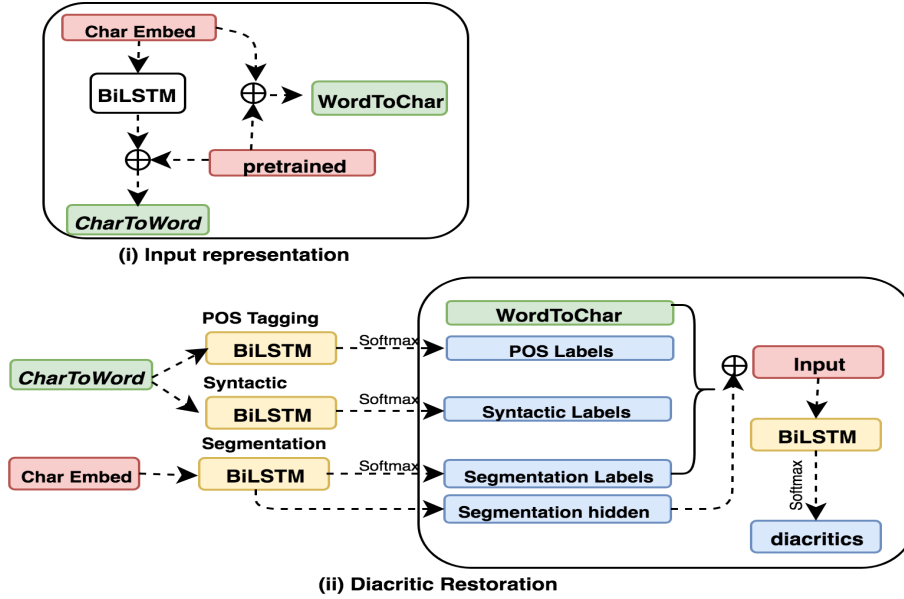 Char Embed
BiLSTM
WordToChar
pretrained
CharToWord
(i) Input representation
WordToChar
POS Tagging
Softmax
BiLSTM
POS Labels
Input
CharToWord
Syntactic
Softmax
BiLSTM
Syntactic Labels
BiLSTM
Segmentation
Softmax
Char Embed
BiLSTM
Segmentation Labels
Softmax
Segmentation hidden
diacritics
(ii) Diacritic Restoration